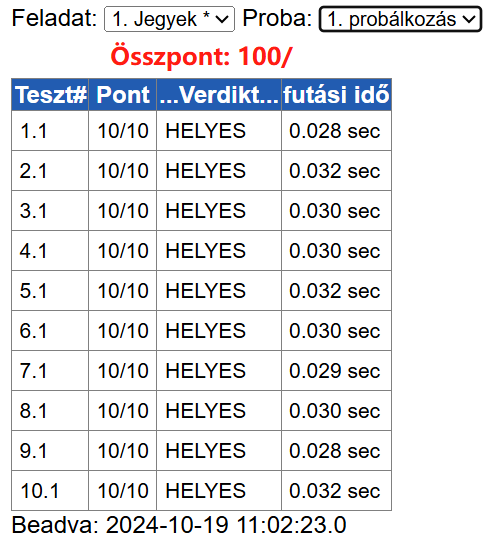 Feladat: 1. Jegyek * Proba: 1. probálkozás
Összpont: 100/
Teszt# Pont ...Verdikt... futási idő
1.1 10/10 HELYES 0.028 sec
2.1 10/10 HELYES 0.032 sec
3.1 10/10 HELYES 0.030 sec
4.1 10/10 HELYES 0.030 sec
5.1 10/10 HELYES 0.032 sec
6.1 10/10 HELYES 0.030 sec
7.1 10/10 HELYES 0.029 sec
8.1 10/10 HELYES 0.030 sec
9.1 10/10 HELYES 0.028 sec
10.1 10/10 HELYES 0.032 sec
Beadva: 2024-10-19 11:02:23.0